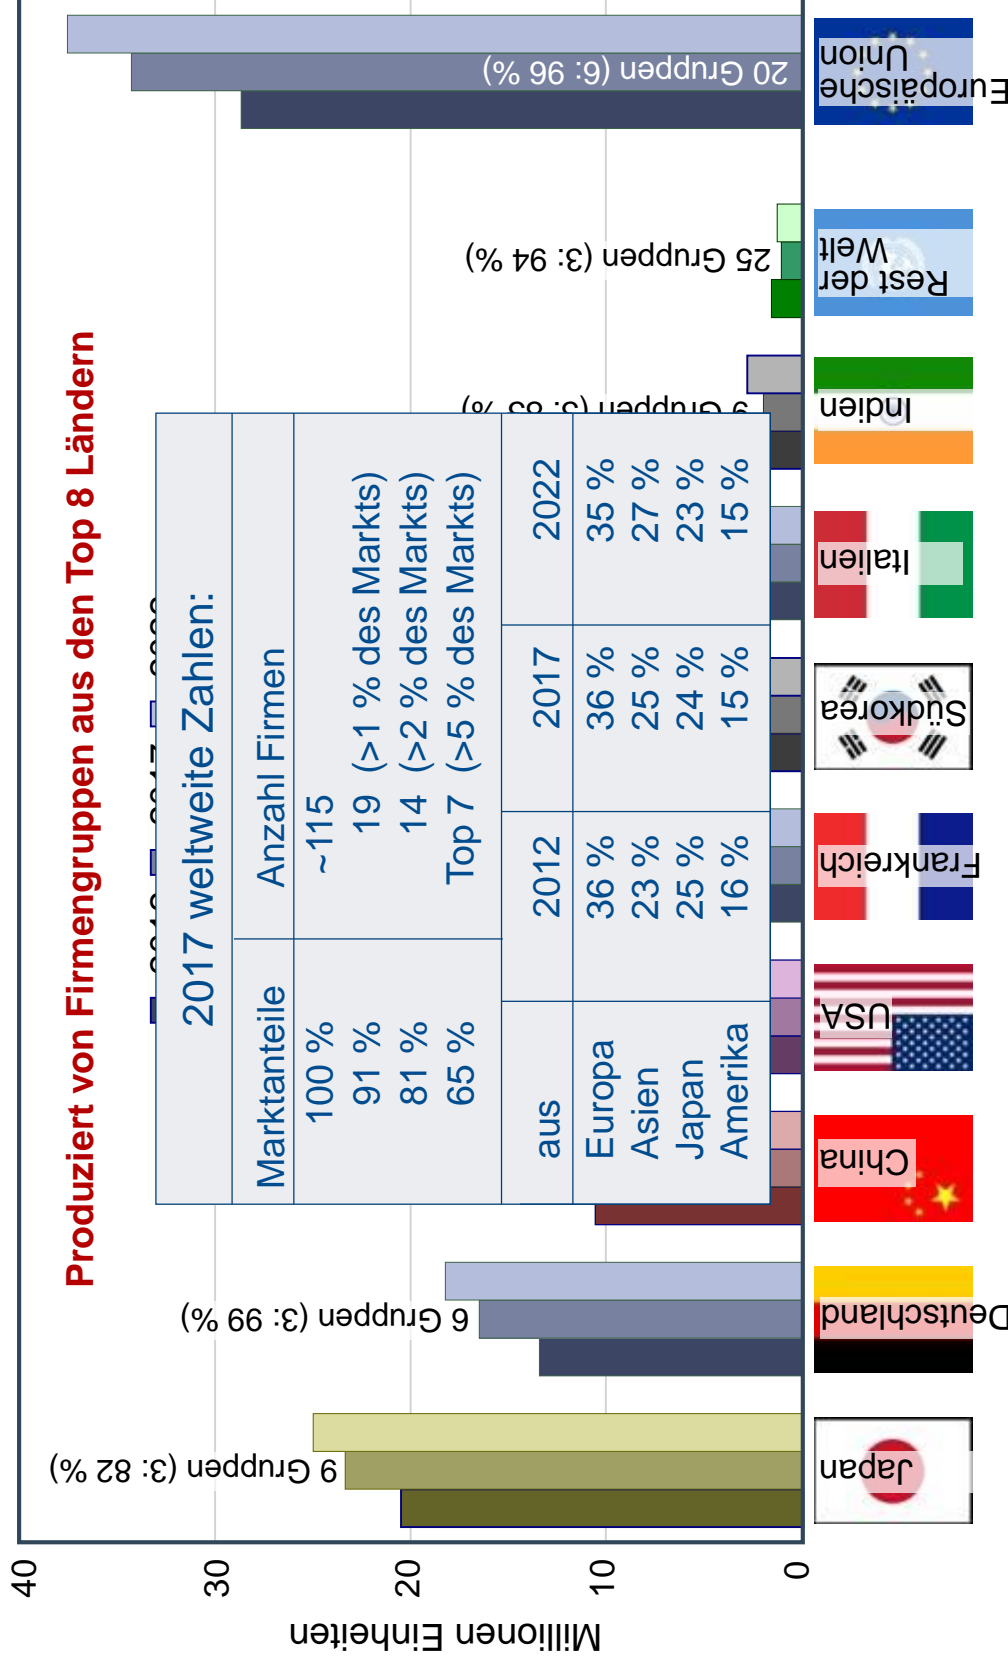 Produziert von Firmengruppen aus den Top 8 Ländern
40
30
20
10
0
Millionen Einheiten
9 Gruppen (3: 82 %)
6 Gruppen (3: 99 %)
25 Gruppen (3: 94 %)
20 Gruppen (6: 96 %)
2017 weltweite Zahlen:
Marktanteile Anzahl Firmen
100 % ~115
91 % 19 (>1 % des Markts)
81 % 14 (>2 % des Markts)
65 % Top 7 (>5 % des Markts)
aus 2012 2017 2022
Europa 36 % 36 % 35 %
Asien 23 % 25 % 27 %
Japan 25 % 24 % 23 %
Amerika 16 % 15 % 15 %
Japan
Deutschland
China
USA
Frankreich
Südkorea
Italien
Indien
Rest der
Welt
Europäische
Union